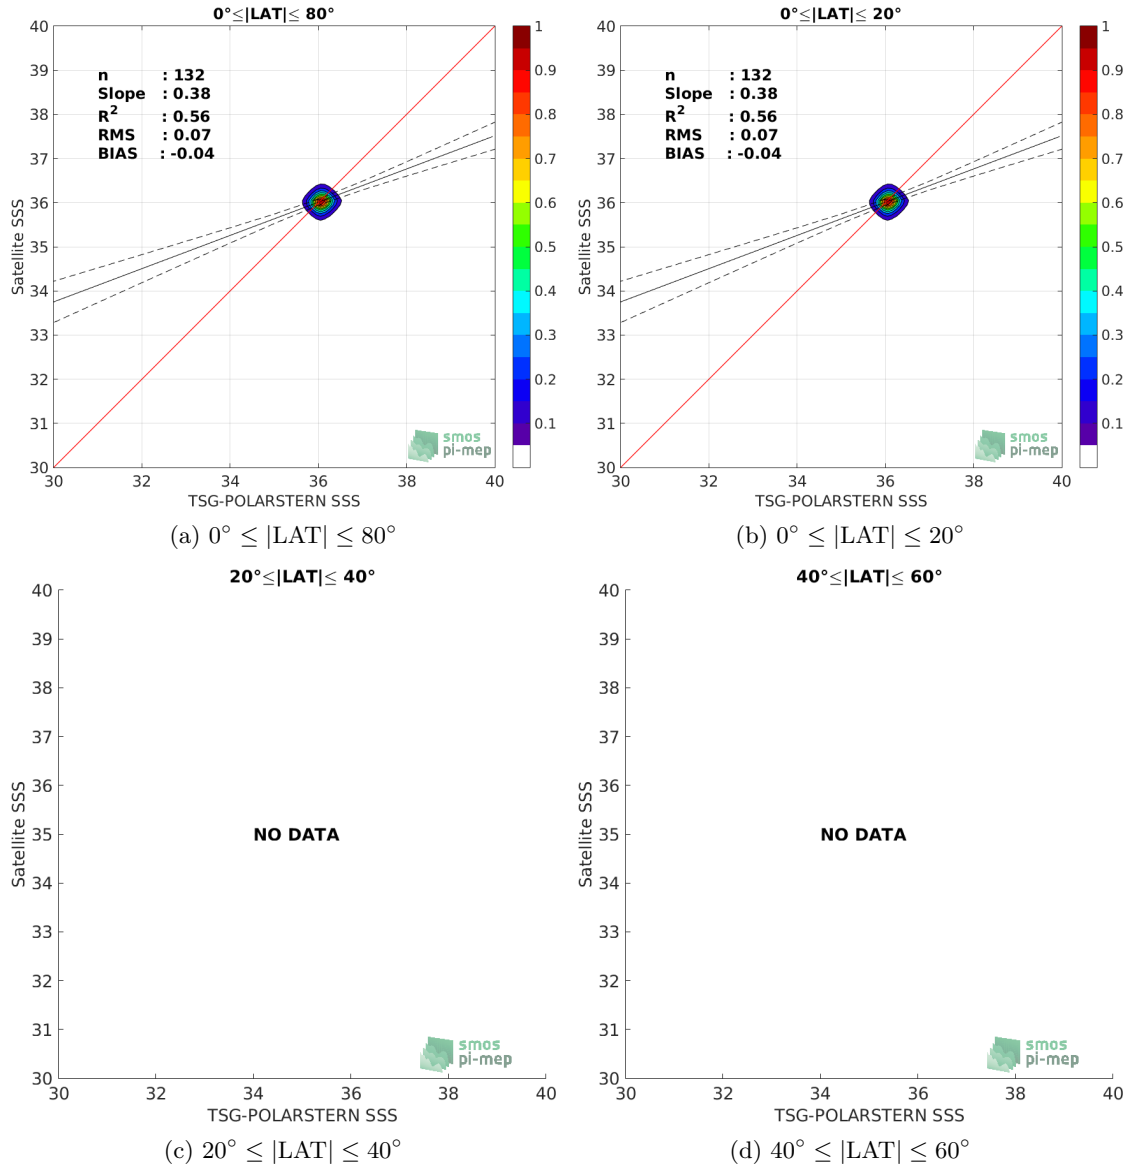 0°≤|LAT|≤ 80°
40
39
38
37
36
35
34
33
32
31
30
30 32 34 36 38 40
Satellite SSS
TSG-POLARSTERN SSS
n : 132
Slope : 0.38
R² : 0.56
RMS : 0.07
BIAS : -0.04
smos
pi-mep
1
0.9
0.8
0.7
0.6
0.5
0.4
0.3
0.2
0.1
(a) 0° ≤ |LAT| ≤ 80°
0°≤|LAT|≤ 20°
40
39
38
37
36
35
34
33
32
31
30
30 32 34 36 38 40
Satellite SSS
TSG-POLARSTERN SSS
n : 132
Slope : 0.38
R² : 0.56
RMS : 0.07
BIAS : -0.04
smos
pi-mep
1
0.9
0.8
0.7
0.6
0.5
0.4
0.3
0.2
0.1
(b) 0° ≤ |LAT| ≤ 20°
20°≤|LAT|≤ 40°
40
39
38
37
36
35
34
33
32
31
30
30 32 34 36 38 40
Satellite SSS
TSG-POLARSTERN SSS
NO DATA
smos
pi-mep
(c) 20° ≤ |LAT| ≤ 40°
40°≤|LAT|≤ 60°
40
39
38
37
36
35
34
33
32
31
30
30 32 34 36 38 40
Satellite SSS
TSG-POLARSTERN SSS
NO DATA
smos
pi-mep
(d) 40° ≤ |LAT| ≤ 60°